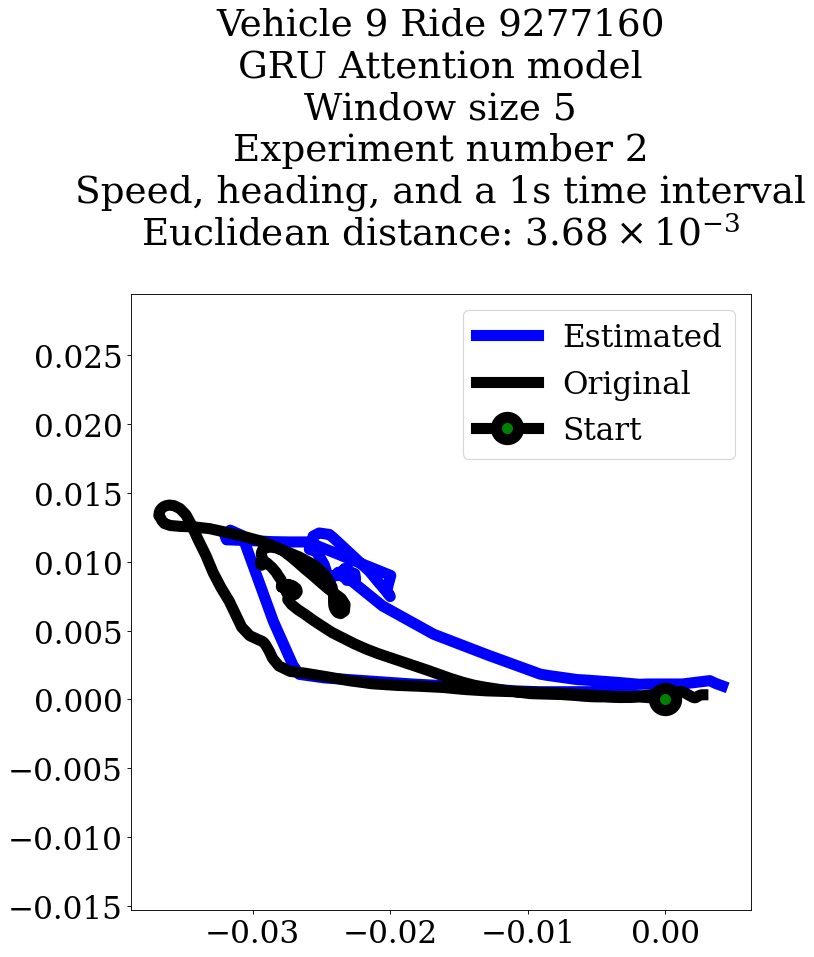 Vehicle 9 Ride 9277160
GRU Attention model
Window size 5
Experiment number 2
Speed, heading, and a 1s time interval
Euclidean distance: 3.68 × 10⁻³
Estimated
Original
Start
0.025
0.020
0.015
0.010
0.005
0.000
−0.005
−0.010
−0.015
−0.03 −0.02 −0.01 0.00